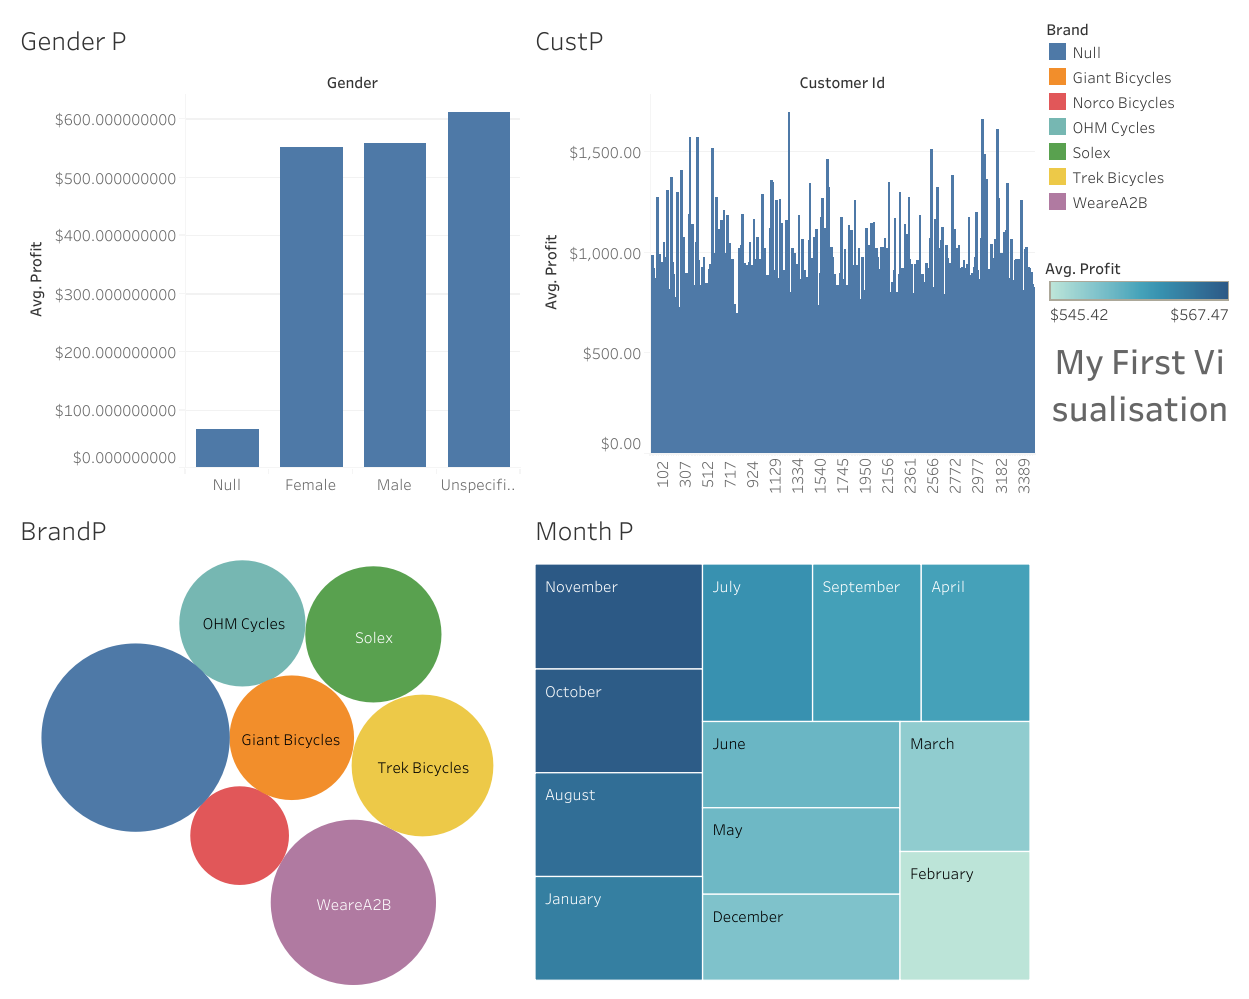 Gender P
Gender
Avg. Profit
$600.000000000
$500.000000000
$400.000000000
$300.000000000
$200.000000000
$100.000000000
$0.000000000
Null
Female
Male
Unspecifi..
CustP
Customer Id
Avg. Profit
$1,500.00
$1,000.00
$500.00
$0.00
102
307
512
717
924
1129
1334
1540
1745
1950
2156
2361
2566
2772
2977
3182
3389
Brand
Null
Giant Bicycles
Norco Bicycles
OHM Cycles
Solex
Trek Bicycles
WeareA2B
Avg. Profit
$545.42
$567.47
My First Vi
sualisation
BrandP
OHM Cycles
Solex
Giant Bicycles
Trek Bicycles
WeareA2B
Month P
November
October
August
January
July
September
April
June
May
December
March
February